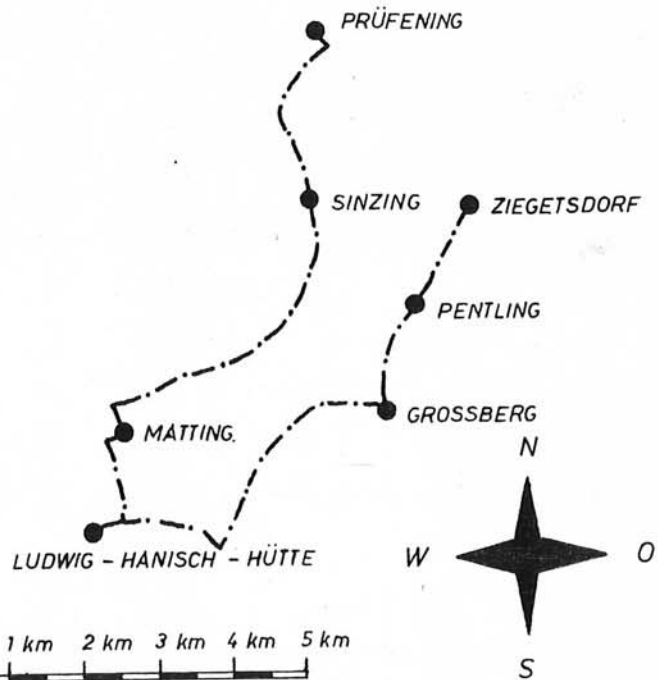 PRÜFENING
SINZING
ZIEGETSDORF
PENTLING
GROSSBERG
MATTING
N
LUDWIG - HANISCH - HÜTTE
W
O
1 km 2 km 3 km 4 km 5 km
S